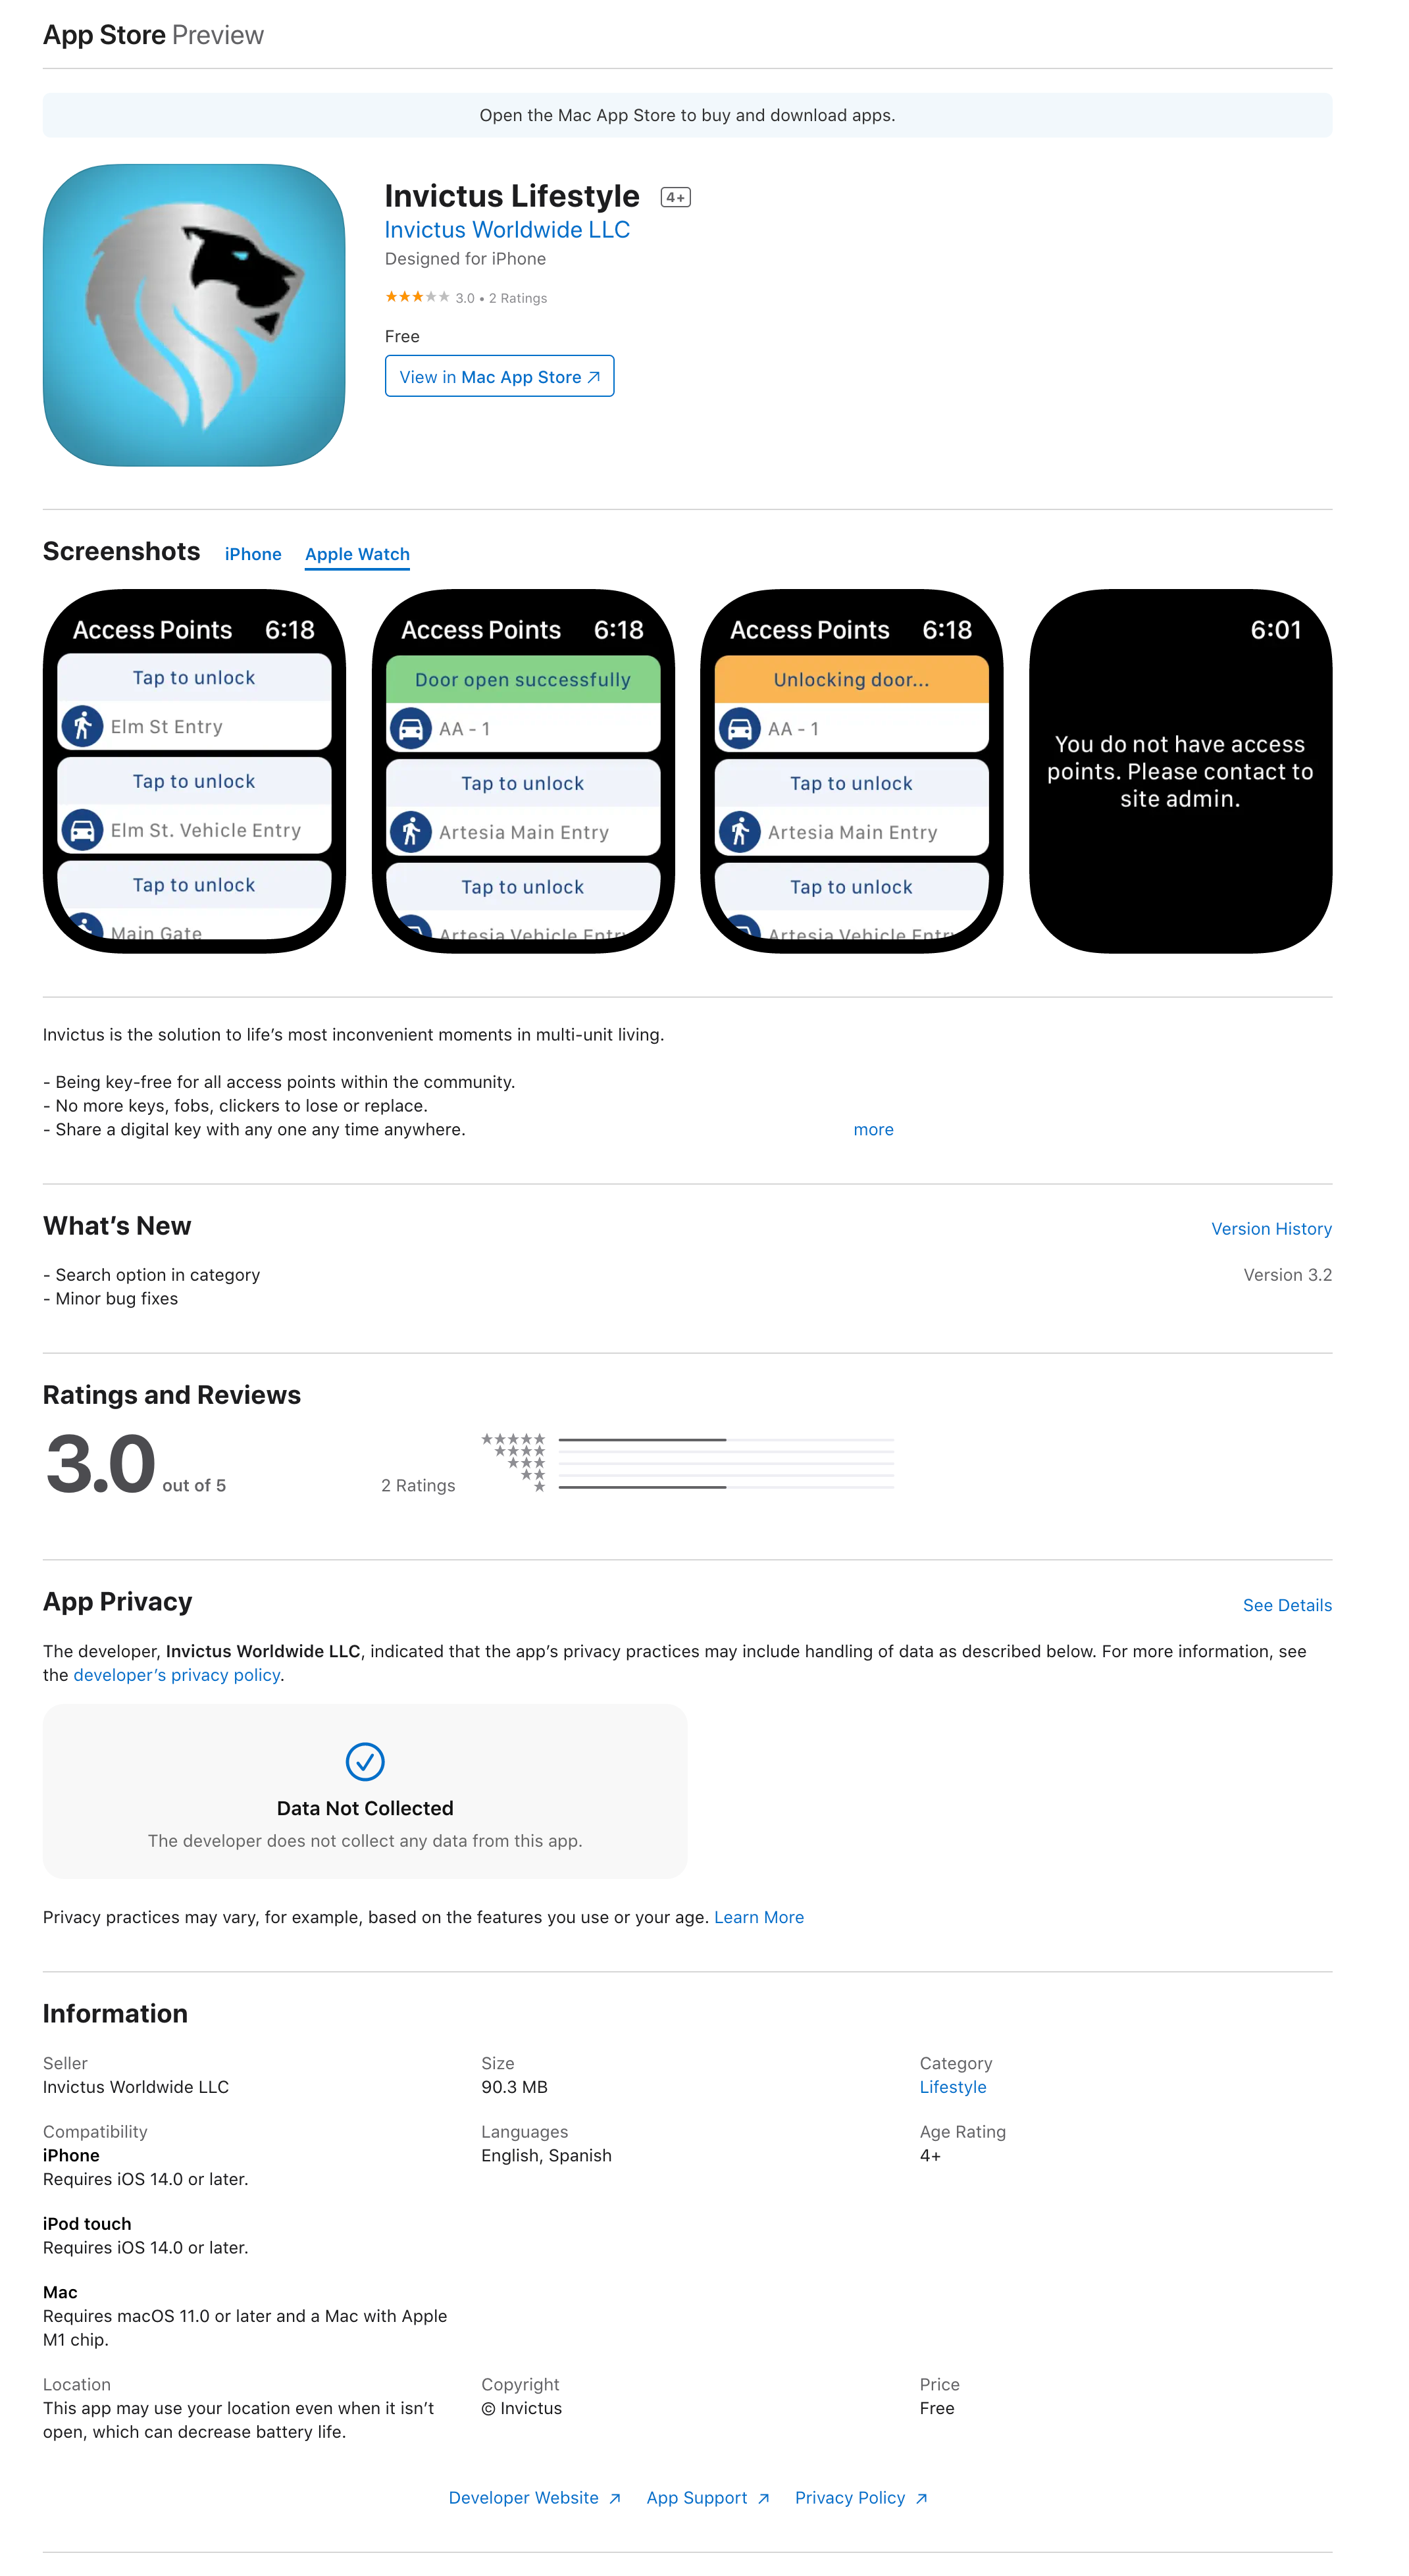 App Store Preview
Open the Mac App Store to buy and download apps.
Invictus Lifestyle 4+
Invictus Worldwide LLC
Designed for iPhone
3.0 • 2 Ratings
Free
View in Mac App Store
Screenshots iPhone Apple Watch
Access Points 6:18
Tap to unlock
Elm St Entry
Tap to unlock
Elm St. Vehicle Entry
Tap to unlock
Main Gate
Access Points 6:18
Door open successfully
AA - 1
Tap to unlock
Artesia Main Entry
Tap to unlock
Artesia Vehicle Entry
Access Points 6:18
Unlocking door...
AA - 1
Tap to unlock
Artesia Main Entry
Tap to unlock
Artesia Vehicle Entry
6:01
You do not have access
points. Please contact to
site admin.
Invictus is the solution to life’s most inconvenient moments in multi-unit living.
- Being key-free for all access points within the community.
- No more keys, fobs, clickers to lose or replace.
- Share a digital key with any one any time anywhere. more
What’s New Version History
- Search option in category Version 3.2
- Minor bug fixes
Ratings and Reviews
3.0 out of 5 2 Ratings
App Privacy See Details
The developer, Invictus Worldwide LLC, indicated that the app’s privacy practices may include handling of data as described below. For more information, see
the developer’s privacy policy.
Data Not Collected
The developer does not collect any data from this app.
Privacy practices may vary, for example, based on the features you use or your age. Learn More
Information
Seller
Invictus Worldwide LLC
Size
90.3 MB
Category
Lifestyle
Compatibility
iPhone
Requires iOS 14.0 or later.
iPod touch
Requires iOS 14.0 or later.
Mac
Requires macOS 11.0 or later and a Mac with Apple
M1 chip.
Languages
English, Spanish
Age Rating
4+
Location
This app may use your location even when it isn’t
open, which can decrease battery life.
Copyright
© Invictus
Price
Free
Developer Website App Support Privacy Policy